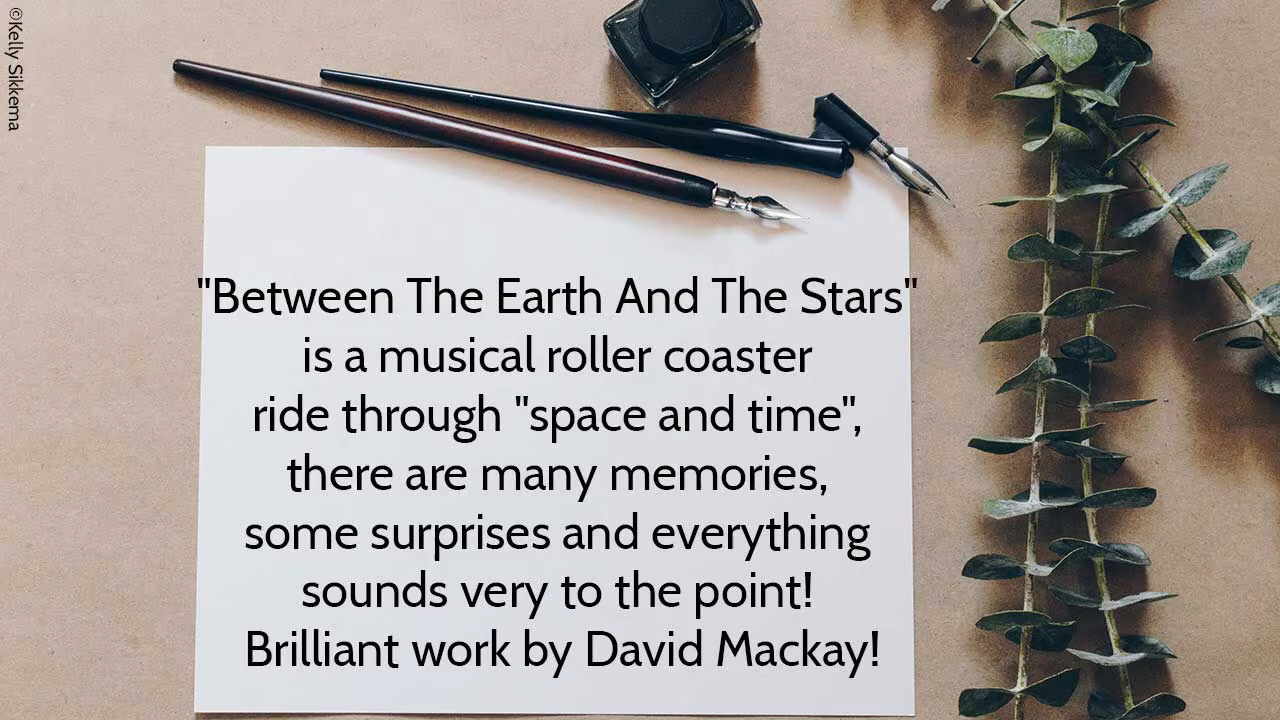 ©Kelly Sikkema
"Between The Earth And The Stars"
is a musical roller coaster
ride through "space and time",
there are many memories,
some surprises and everything
sounds very to the point!
Brilliant work by David Mackay!